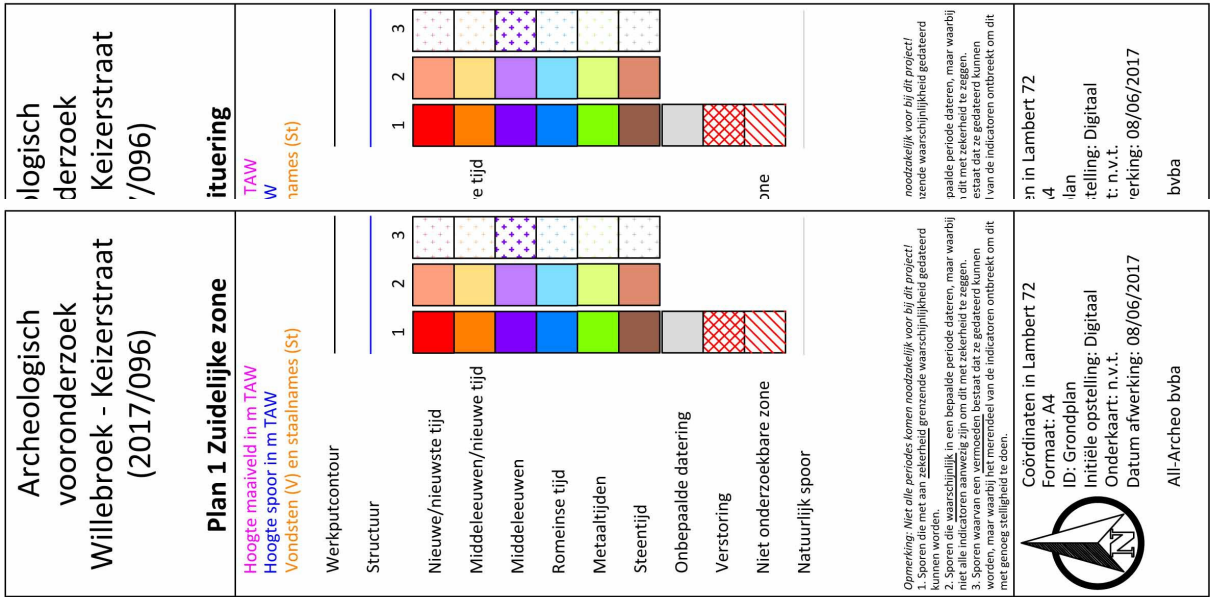 logisch
derzoek
Keizerstraat
/096)
ituering
TAW
W
names (St)
1 2 3
e tijd
one
noodzakelijk voor bij dit project!
zende waarschijnlijkheid gedateerd
paalde periode dateren, maar waarbij
dit met zekerheid te zeggen.
estaat dat ze gedateerd kunnen
van de indicatoren ontbreekt om dit
en in Lambert 72
A4
plan
telling: Digitaal
t: n.v.t.
erking: 08/06/2017
bvba
Archeologisch
vooronderzoek
Willebroek - Keizerstraat
(2017/096)
Plan 1 Zuidelijke zone
Hoogte maaiveld in m TAW
Hoogte spoor in m TAW
Vondsten (V) en staalnames (St)
Werkputcontour
Structuur
1 2 3
Nieuwe/nieuwste tijd
Middeleeuwen/nieuwe tijd
Middeleeuwen
Romeinse tijd
Metaaltijden
Steentijd
Onbepaalde datering
Verstoring
Niet onderzoekbare zone
Natuurlijk spoor
Opmerking: Niet alle periodes komen noodzakelijk voor bij dit project!
1. Sporen die met aan zekerheid grenzende waarschijnlijkheid gedateerd
kunnen worden.
2. Sporen die waarschijnlijk in een bepaalde periode dateren, maar waarbij
niet alle indicatoren aanwezig zijn om dit met zekerheid te zeggen.
3. Sporen waarvan een vermoeden bestaat dat ze gedateerd kunnen
worden, maar waarbij het merendeel van de indicatoren ontbreekt om dit
met genoeg stelligheid te doen.
N
Coördinaten in Lambert 72
Formaat: A4
ID: Grondplan
Initiële opstelling: Digitaal
Onderkaart: n.v.t.
Datum afwerking: 08/06/2017
All-Archeo bvba